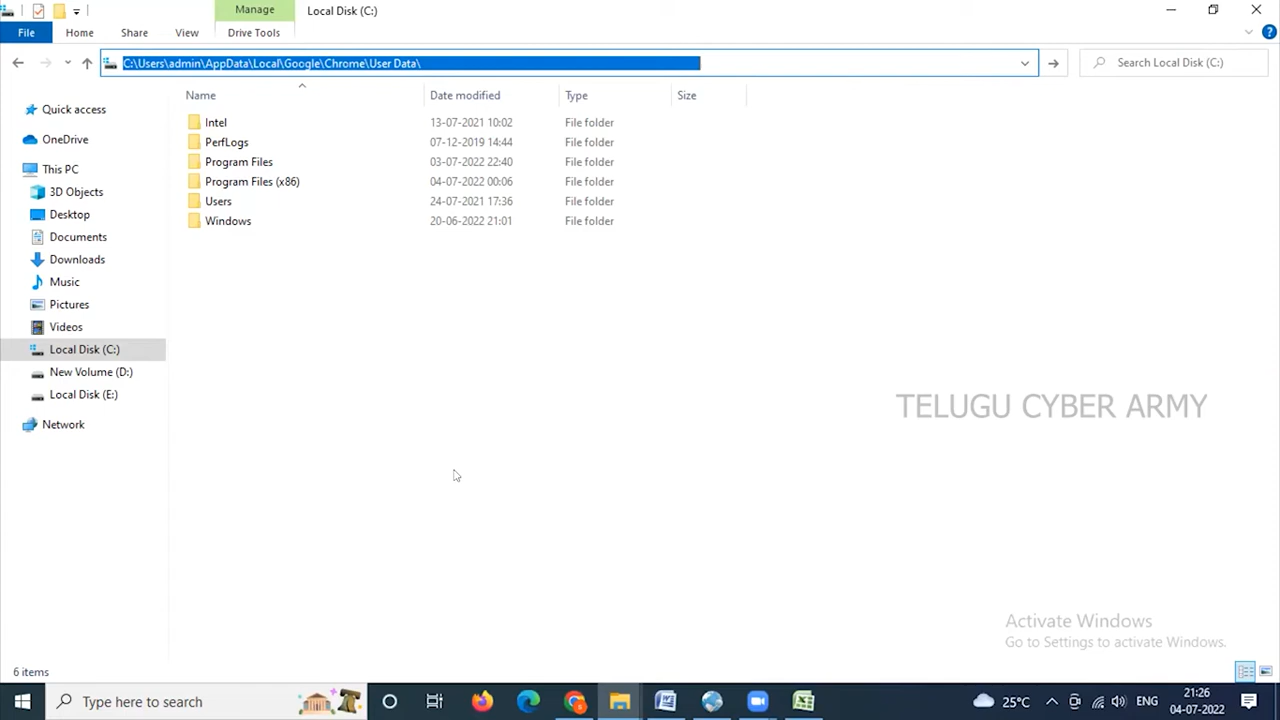 Manage
Local Disk (C:)
File
Home
Share
View
Drive Tools
C:\Users\admin\AppData\Local\Google\Chrome\User Data\
Search Local Disk (C:)
Name
Date modified
Type
Size
Intel
13-07-2021 10:02
File folder
PerfLogs
07-12-2019 14:44
File folder
Program Files
03-07-2022 22:40
File folder
Program Files (x86)
04-07-2022 00:06
File folder
Users
24-07-2021 17:36
File folder
Windows
20-06-2022 21:01
File folder
Quick access
OneDrive
This PC
3D Objects
Desktop
Documents
Downloads
Music
Pictures
Videos
Local Disk (C:)
New Volume (D:)
Local Disk (E:)
Network
TELUGU CYBER ARMY
Activate Windows
Go to Settings to activate Windows.
6 items
Type here to search
25°C
ENG
21:26
04-07-2022